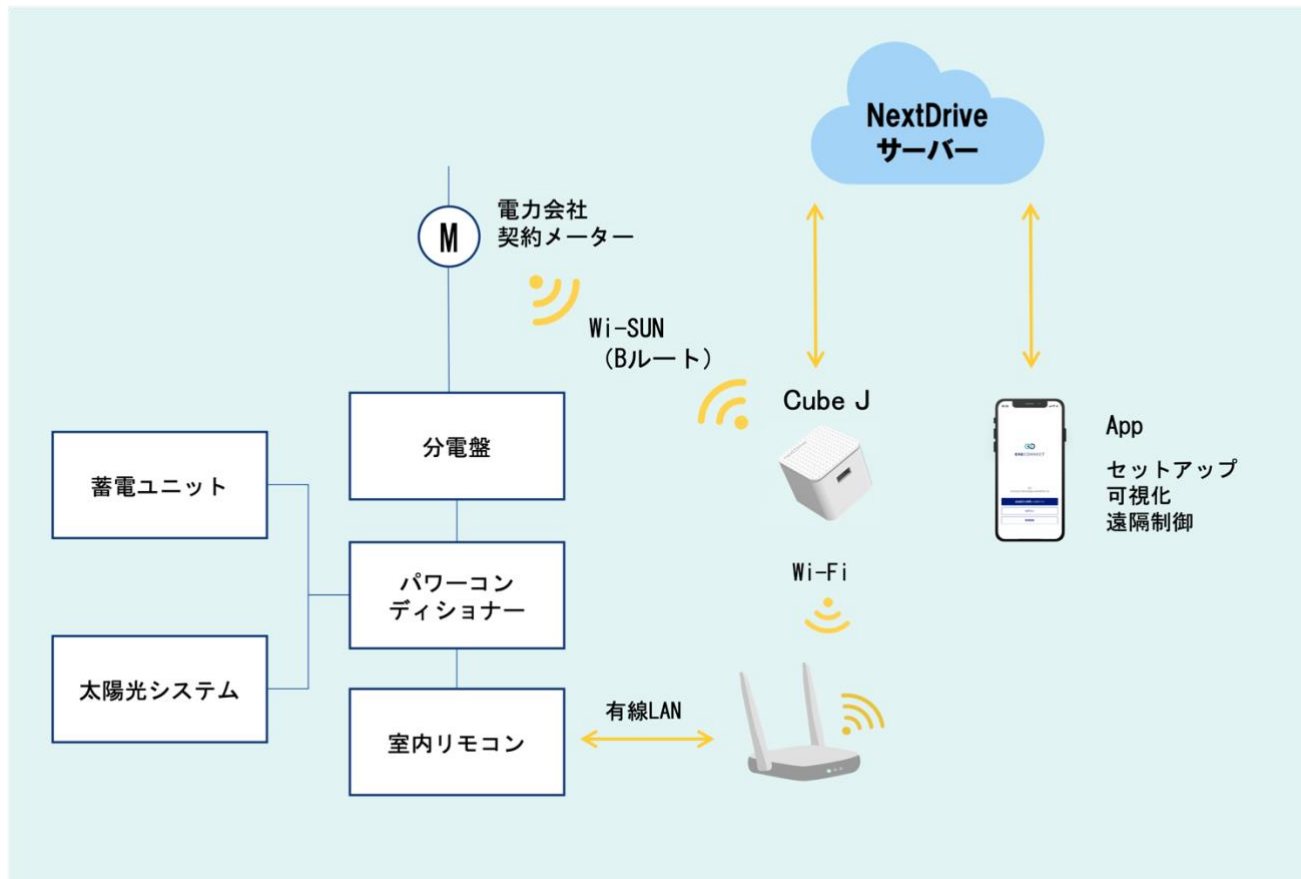 NextDrive
サーバー
電力会社
契約メーター
M
Wi-SUN
（Bルート）
Cube J
App
セットアップ
可視化
遠隔制御
分電盤
蓄電ユニット
パワーコン
ディショナー
Wi-Fi
太陽光システム
室内リモコン
有線LAN